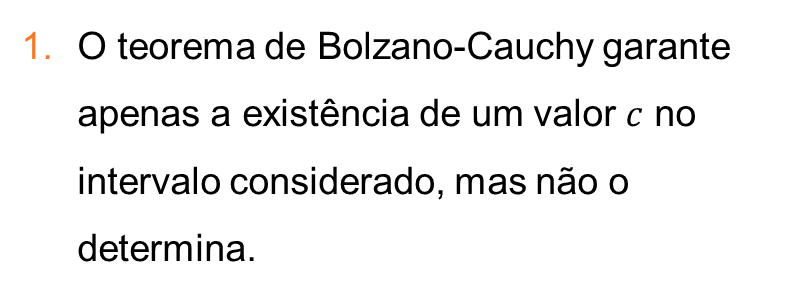 1. O teorema de Bolzano-Cauchy garante
apenas a existência de um valor c no
intervalo considerado, mas não o
determina.